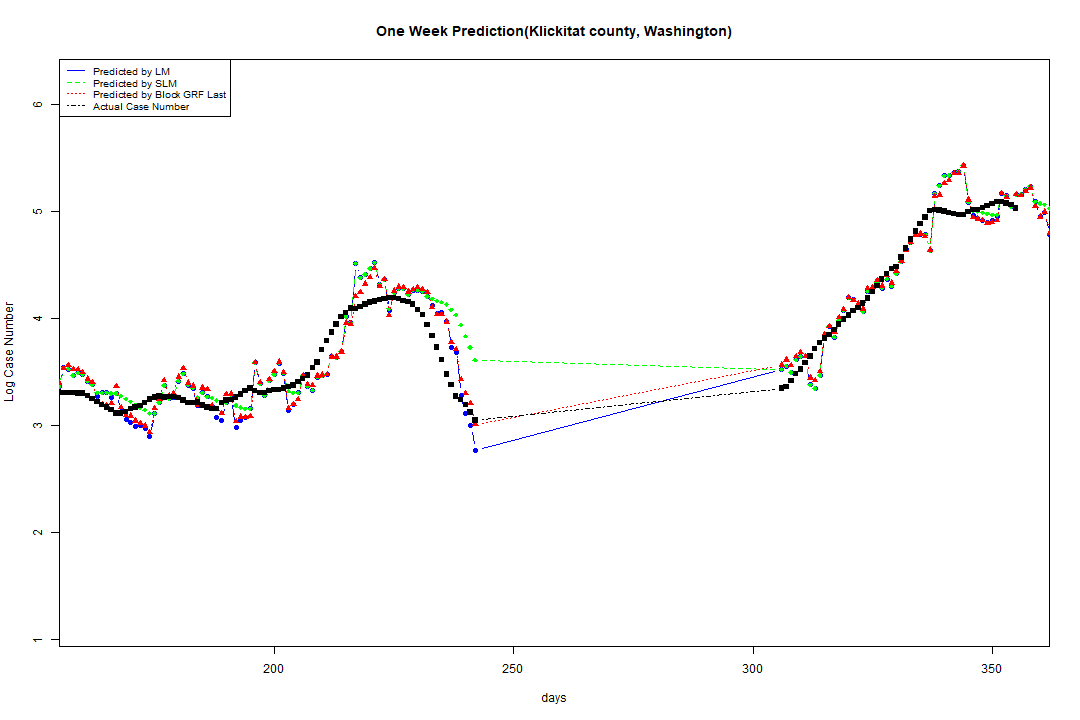 One Week Prediction(Klickitat county, Washington)
Predicted by LM
Predicted by SLM
Predicted by Block GRF Last
Actual Case Number
Log Case Number
6
5
4
3
2
1
200
250
300
350
days